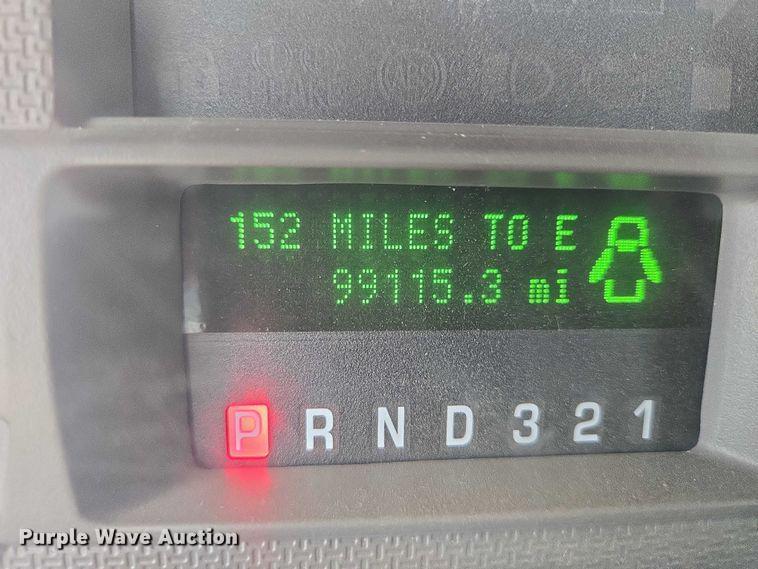 152 MILES TO E
99115.3 mi
P R N D 3 2 1
Purple Wave Auction